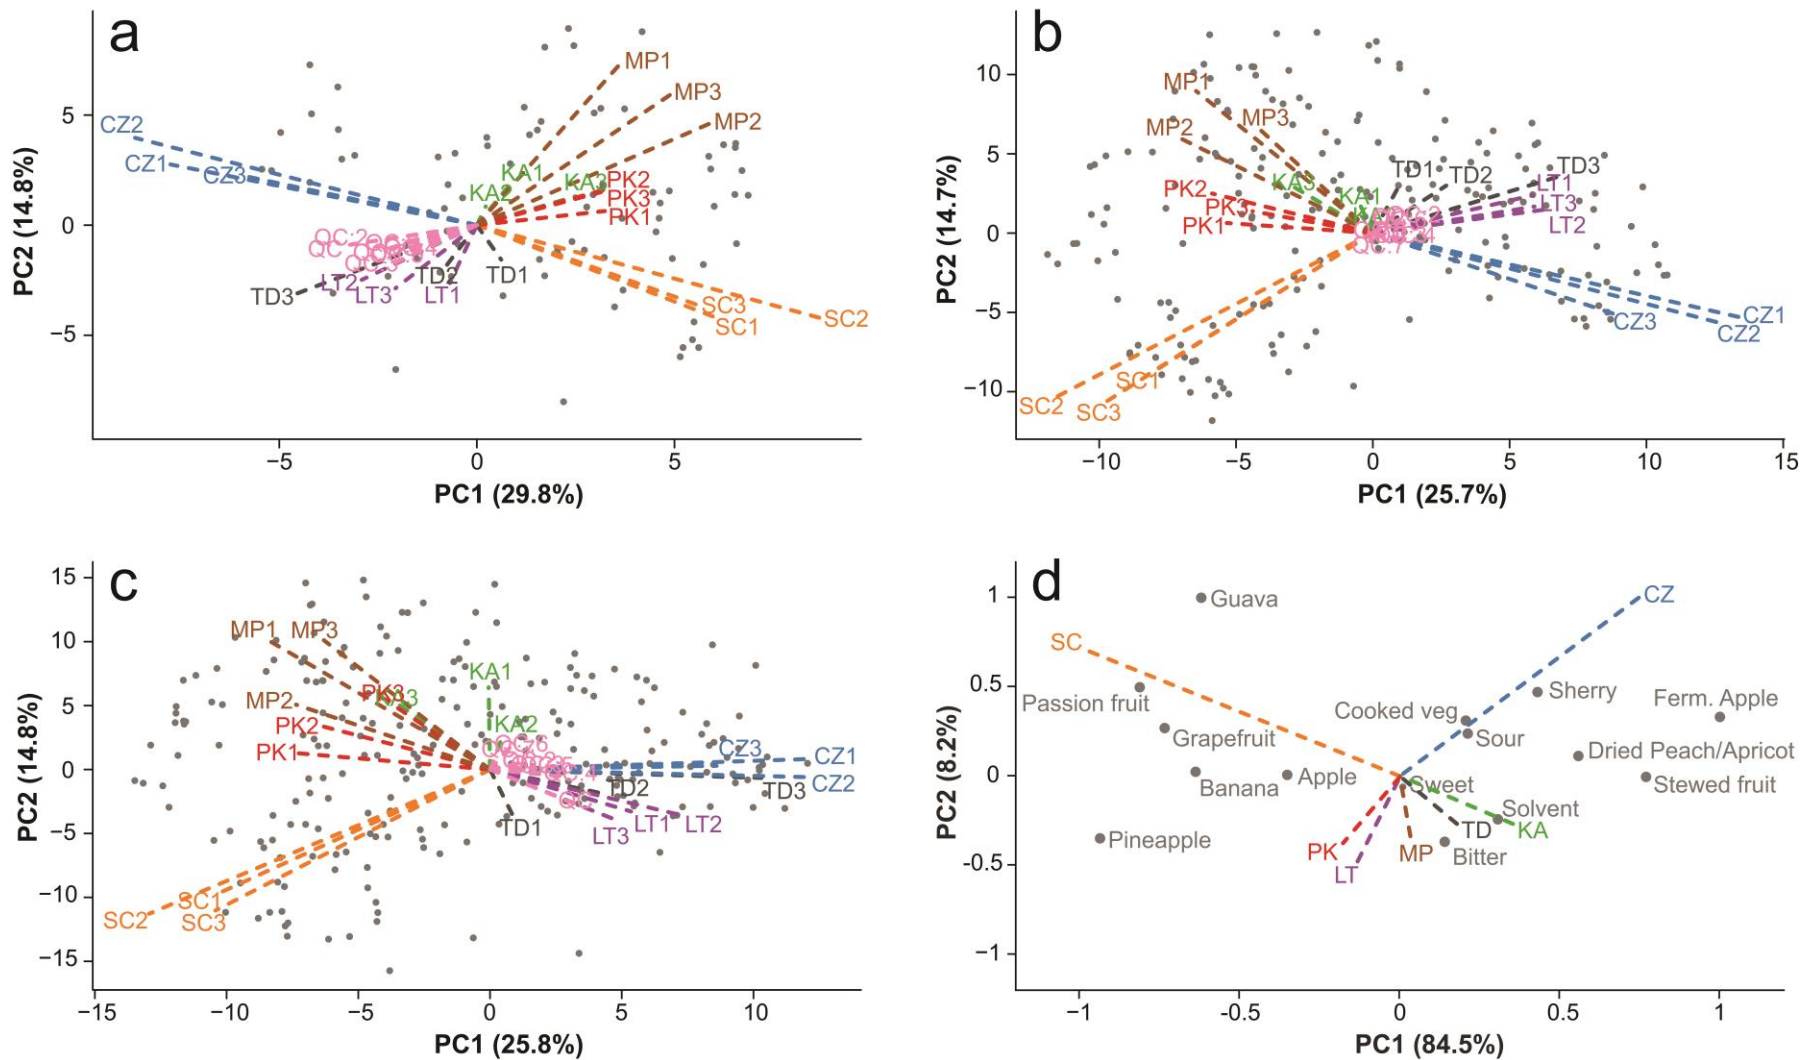 a
MP1
MP3
MP2
5
CZ2
CZ1
CZ3
KA1
KA3
PK2
PK3
PK1
0
QC:2
LT2
LT3
LT1
TD2
TD1
TD3
SC3
SC1
SC2
−5
−5
0
5
PC1 (29.8%)
PC2 (14.8%)
b
10
MP1
MP3
MP2
5
TD1
TD2
TD3
PK2
PK3
PK1
KA3
KA1
LT1
LT3
LT2
0
CZ1
CZ2
CZ3
−5
SC1
SC2
SC3
−10
−10
−5
0
5
10
15
PC1 (25.7%)
PC2 (14.7%)
c
15
10
MP1
MP3
MP2
KA1
PK3
KA3
5
PK2
KA2
PK1
0
CZ3
CZ1
CZ2
TD2
TD3
TD1
LT3
LT1
LT2
−5
−10
SC1
SC2
SC3
−15
−15
−10
−5
0
5
10
PC1 (25.8%)
PC2 (14.8%)
d
1
Guava
CZ
SC
0.5
Passion fruit
Cooked veg
Sherry
Ferm. Apple
Grapefruit
Sour
Dried Peach/Apricot
0
Banana
Apple
Sweet
Stewed fruit
Solvent
Pineapple
PK
LT
MP
TD
KA
Bitter
-0.5
−1
−1
-0.5
0
0.5
1
PC1 (84.5%)
PC2 (8.2%)